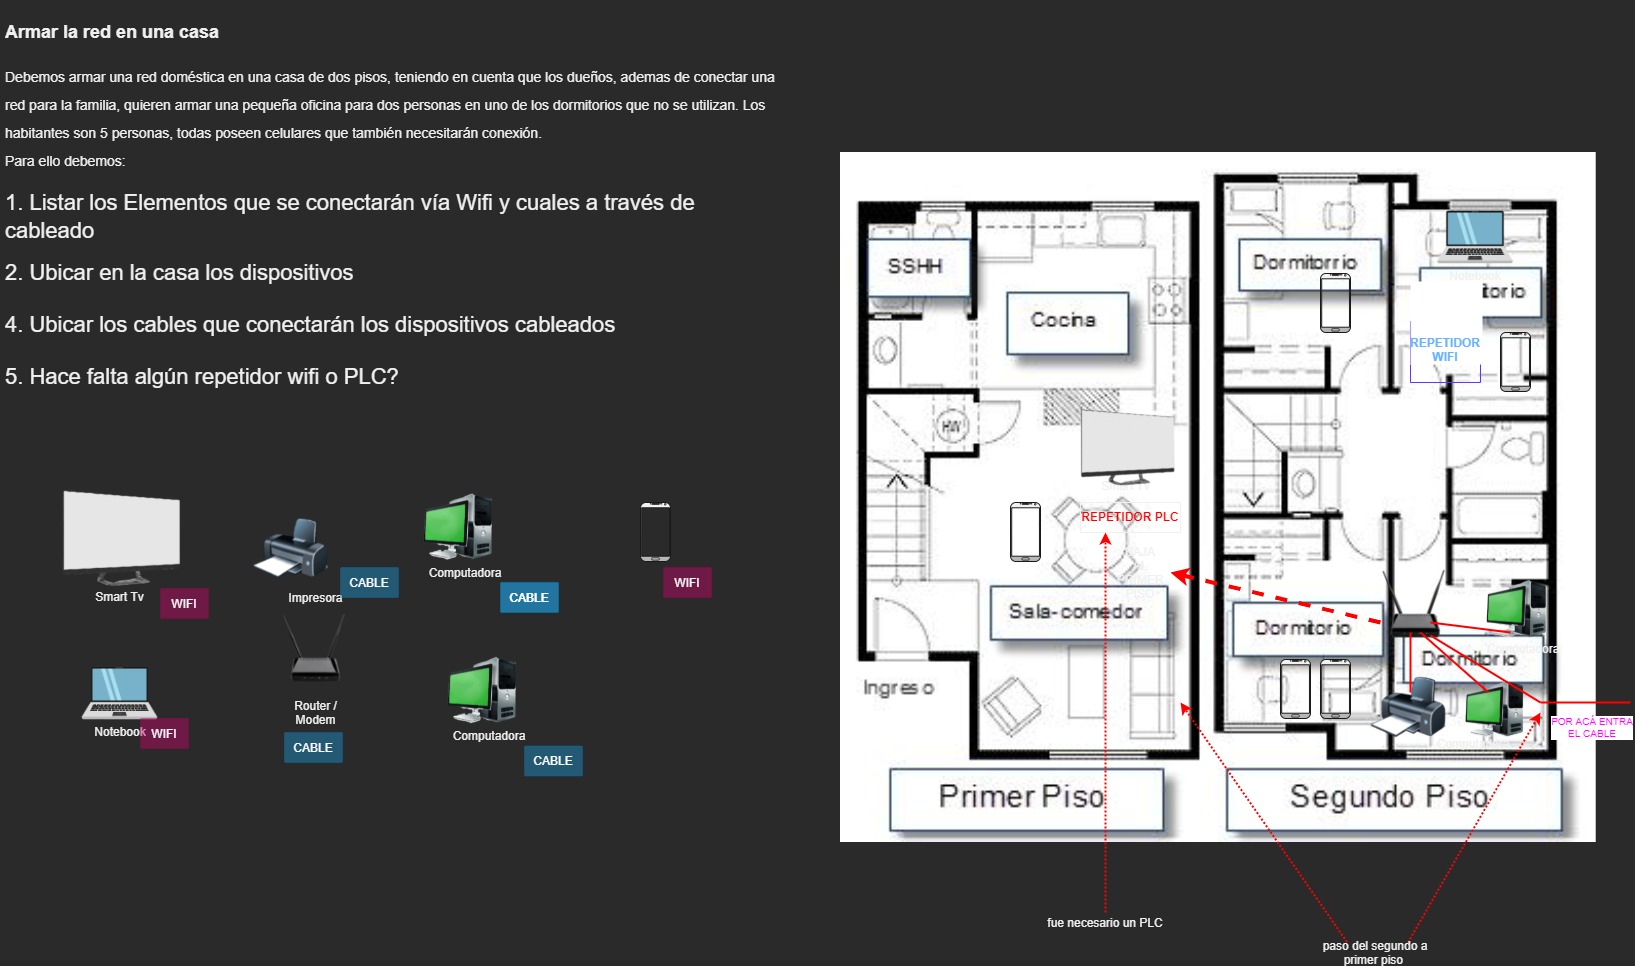 Armar la red en una casa
Debemos armar una red doméstica en una casa de dos pisos, teniendo en cuenta que los dueños, ademas de conectar una
red para la familia, quieren armar una pequeña oficina para dos personas en uno de los dormitorios que no se utilizan. Los
habitantes son 5 personas, todas poseen celulares que también necesitarán conexión.
Para ello debemos:
1. Listar los Elementos que se conectarán vía Wifi y cuales a través de
cableado
2. Ubicar en la casa los dispositivos
4. Ubicar los cables que conectarán los dispositivos cableados
5. Hace falta algún repetidor wifi o PLC?
Smart Tv
WIFI
Impresora
CABLE
Computadora
CABLE
WIFI
Notebook
WIFI
Router /
Modem
CABLE
Computadora
CABLE
SSHH
Cocina
HW
REPETIDOR PLC
BAJA
PRIMER
PISO
Sala-comedor
Ingreso
Primer Piso
Dormitorrio
Notebook
itorio
REPETIDOR
WIFI
Dormitorio
Computadora
Dormitorio
Computadora
POR ACÁ ENTRA
EL CABLE
Segundo Piso
fue necesario un PLC
paso del segundo a
primer piso